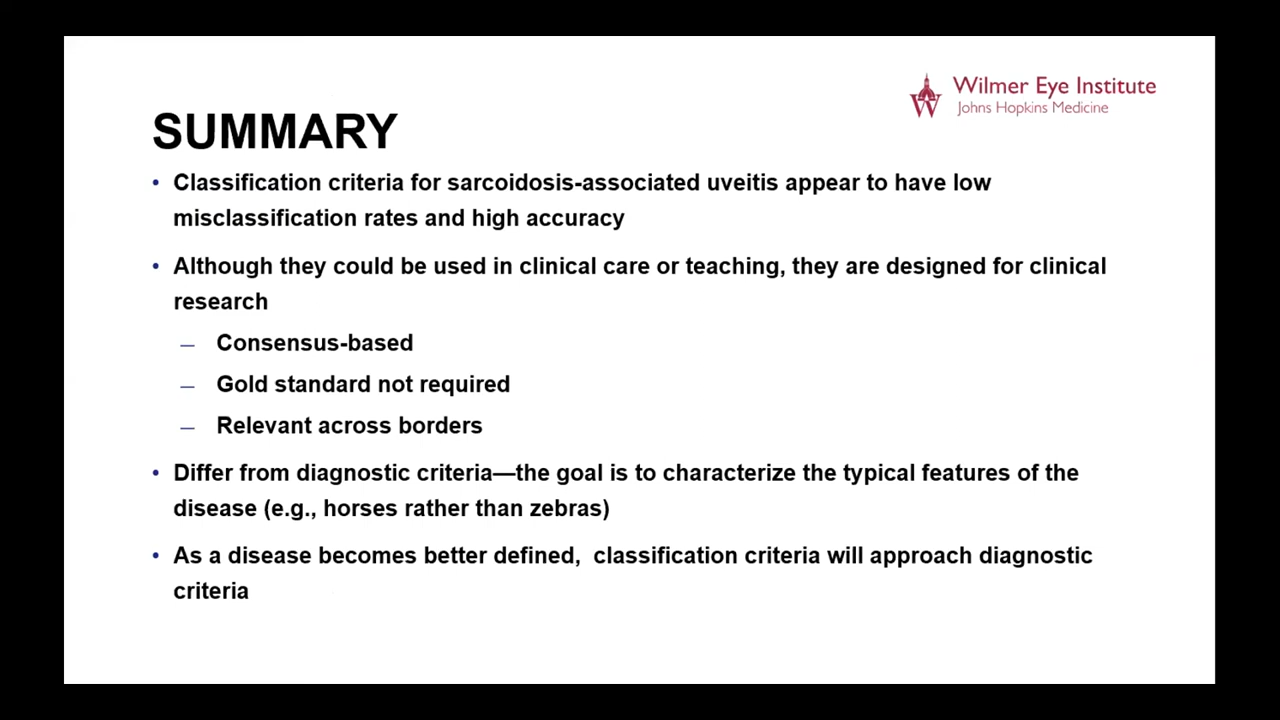 Wilmer Eye Institute
Johns Hopkins Medicine
SUMMARY
• Classification criteria for sarcoidosis-associated uveitis appear to have low
misclassification rates and high accuracy
• Although they could be used in clinical care or teaching, they are designed for clinical
research
— Consensus-based
— Gold standard not required
— Relevant across borders
• Differ from diagnostic criteria—the goal is to characterize the typical features of the
disease (e.g., horses rather than zebras)
• As a disease becomes better defined,  classification criteria will approach diagnostic
criteria